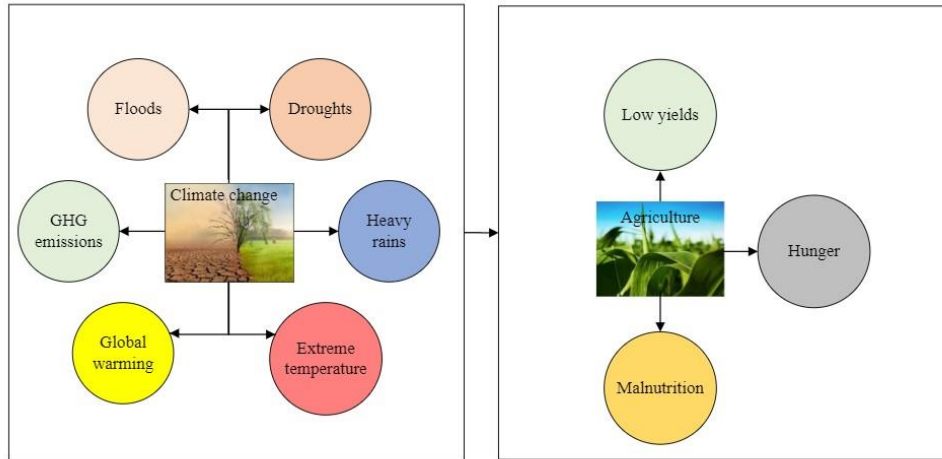 Floods
Droughts
Climate change
GHG
emissions
Heavy
rains
Global
warming
Extreme
temperature
Low yields
Agriculture
Hunger
Malnutrition